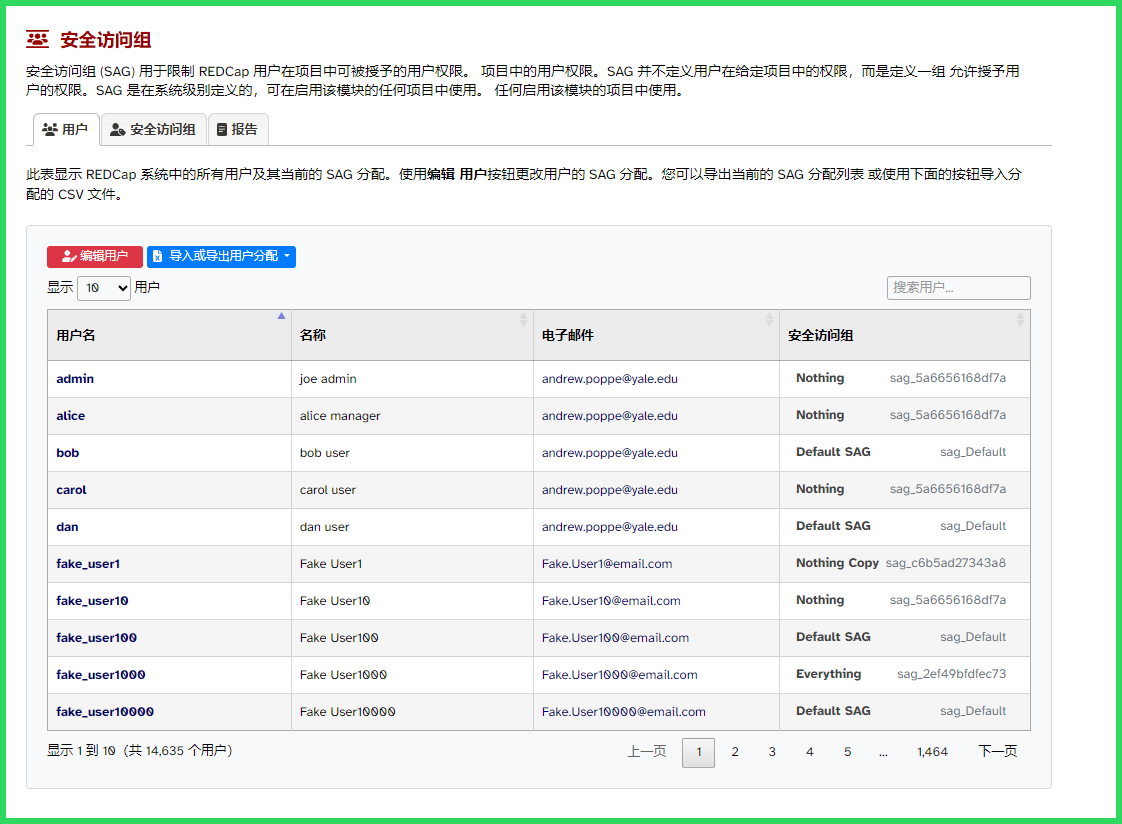 安全访问组
安全访问组 (SAG) 用于限制 REDCap 用户在项目中可被授予的用户权限。 项目中的用户权限。SAG 并不定义用户在给定项目中的权限，而是定义一组 允许授予用
户的权限。SAG 是在系统级别定义的，可在启用该模块的任何项目中使用。 任何启用该模块的项目中使用。
用户 安全访问组 报告
此表显示 REDCap 系统中的所有用户及其当前的 SAG 分配。使用编辑 用户按钮更改用户的 SAG 分配。您可以导出当前的 SAG 分配列表 或使用下面的按钮导入分
配的 CSV 文件。
编辑用户 导入或导出用户分配
显示 10 用户 搜索用户...
用户名 名称 电子邮件 安全访问组
admin joe admin andrew.poppe@yale.edu Nothing sag_5a6656168df7a
alice alice manager andrew.poppe@yale.edu Nothing sag_5a6656168df7a
bob bob user andrew.poppe@yale.edu Default SAG sag_Default
carol carol user andrew.poppe@yale.edu Nothing sag_5a6656168df7a
dan dan user andrew.poppe@yale.edu Default SAG sag_Default
fake_user1 Fake User1 Fake.User1@email.com Nothing Copy sag_c6b5ad27343a8
fake_user10 Fake User10 Fake.User10@email.com Nothing sag_5a6656168df7a
fake_user100 Fake User100 Fake.User100@email.com Default SAG sag_Default
fake_user1000 Fake User1000 Fake.User1000@email.com Everything sag_2ef49bfdfec73
fake_user10000 Fake User10000 Fake.User10000@email.com Default SAG sag_Default
显示 1 到 10（共 14,635 个用户） 上一页 1 2 3 4 5 ... 1,464 下一页